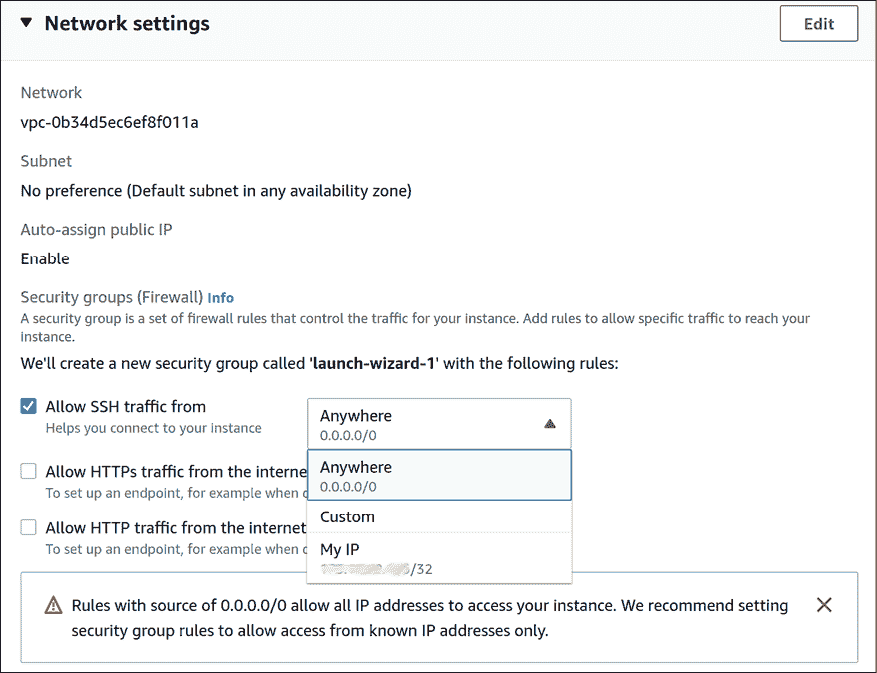 Network settings
Edit
Network
vpc-0b34d5ec6ef8f011a
Subnet
No preference (Default subnet in any availability zone)
Auto-assign public IP
Enable
Security groups (Firewall) Info
A security group is a set of firewall rules that control the traffic for your instance. Add rules to allow specific traffic to reach your
instance.
We'll create a new security group called 'launch-wizard-1' with the following rules:
Allow SSH traffic from
Helps you connect to your instance
Anywhere
0.0.0.0/0
Anywhere
0.0.0.0/0
Custom
My IP
/32
Allow HTTPs traffic from the interne
To set up an endpoint, for example when
Allow HTTP traffic from the internet
To set up an endpoint, for example when
Rules with source of 0.0.0.0/0 allow all IP addresses to access your instance. We recommend setting
security group rules to allow access from known IP addresses only.